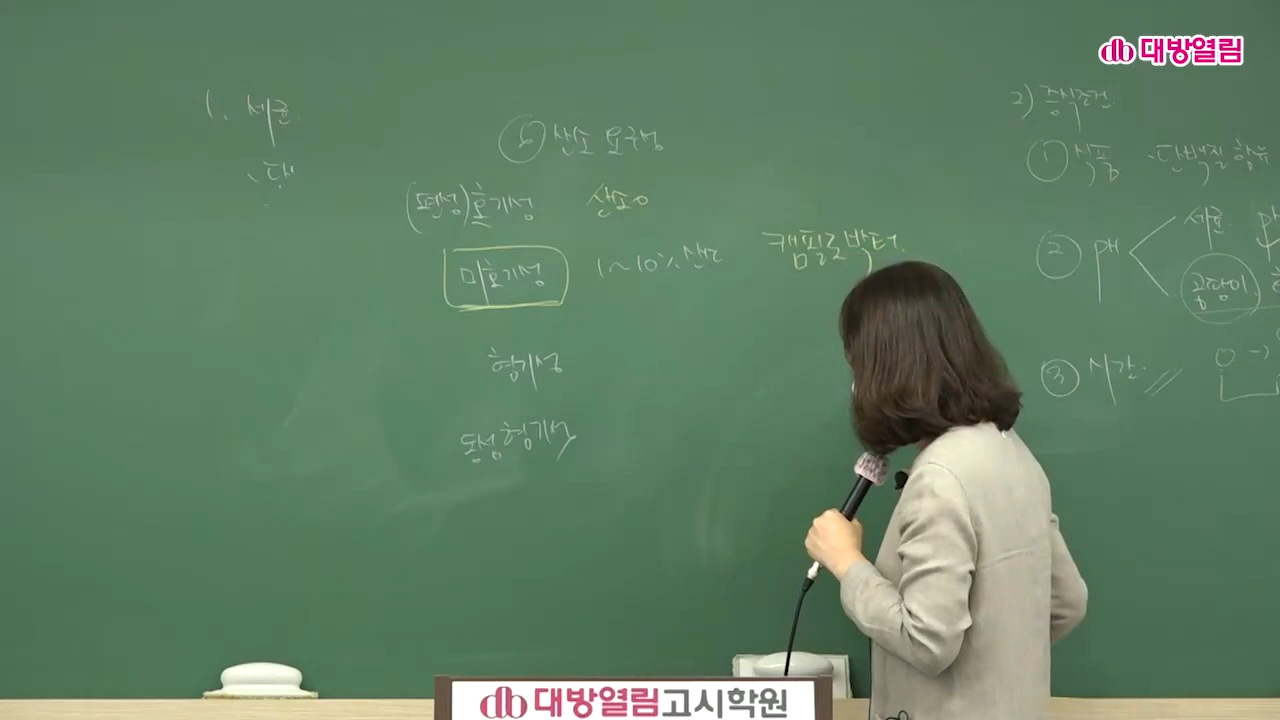 대방열림
1. 세균
⑥ 산소 요구성
(편성)호기성 산소○
미호기성 1~10% 산소 캠필로박터
혐기성
통성혐기성
2) 증식조건
① 식품 단백질 함유
② pH 세균
곰팡이
③ 시간
대방열림고시학원